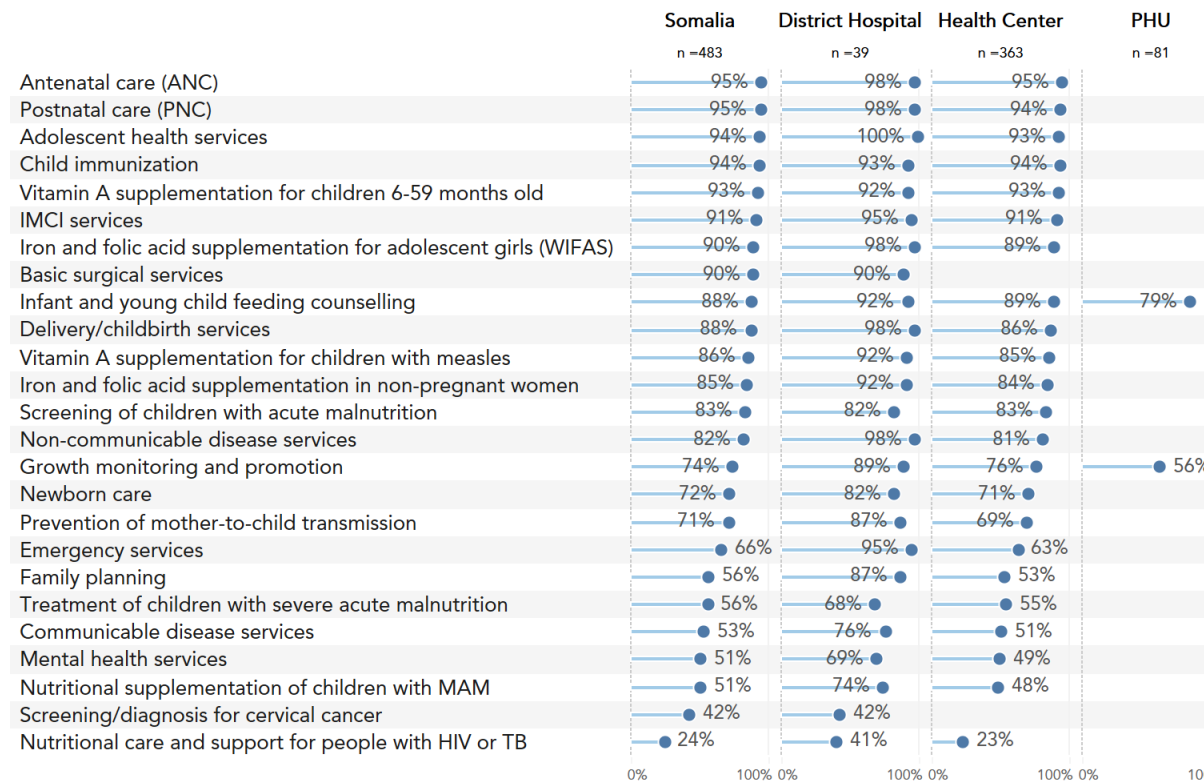 Somalia District Hospital Health Center PHU
n =483 n =39 n =363 n =81
Antenatal care (ANC) 95% 98% 95%
Postnatal care (PNC) 95% 98% 94%
Adolescent health services 94% 100% 93%
Child immunization 94% 93% 94%
Vitamin A supplementation for children 6-59 months old 93% 92% 93%
IMCI services 91% 95% 91%
Iron and folic acid supplementation for adolescent girls (WIFAS) 90% 98% 89%
Basic surgical services 90% 90%
Infant and young child feeding counselling 88% 92% 89% 79%
Delivery/childbirth services 88% 98% 86%
Vitamin A supplementation for children with measles 86% 92% 85%
Iron and folic acid supplementation in non-pregnant women 85% 92% 84%
Screening of children with acute malnutrition 83% 82% 83%
Non-communicable disease services 82% 98% 81%
Growth monitoring and promotion 74% 89% 76% 56%
Newborn care 72% 82% 71%
Prevention of mother-to-child transmission 71% 87% 69%
Emergency services 66% 95% 63%
Family planning 56% 87% 53%
Treatment of children with severe acute malnutrition 56% 68% 55%
Communicable disease services 53% 76% 51%
Mental health services 51% 69% 49%
Nutritional supplementation of children with MAM 51% 74% 48%
Screening/diagnosis for cervical cancer 42% 42%
Nutritional care and support for people with HIV or TB 24% 41% 23%
0% 100% 0% 100% 0% 100% 0% 10